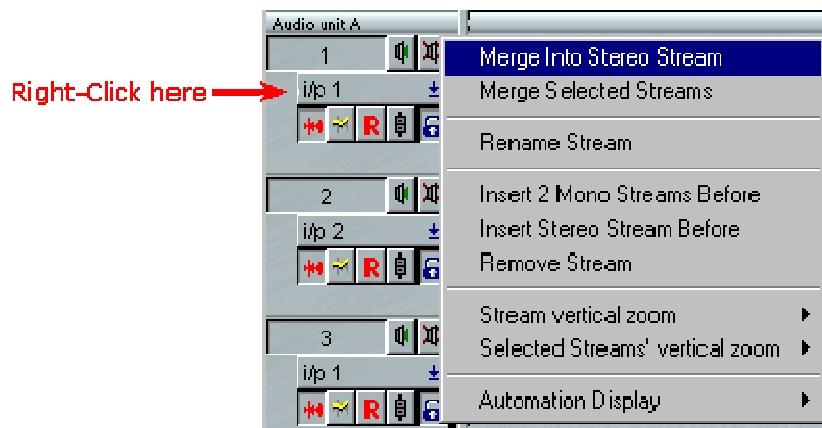 Audio unit A
1
Right-Click here
i/p 1
R
2
i/p 2
R
3
i/p 1
R
Merge Into Stereo Stream
Merge Selected Streams
Rename Stream
Insert 2 Mono Streams Before
Insert Stereo Stream Before
Remove Stream
Stream vertical zoom
Selected Streams' vertical zoom
Automation Display